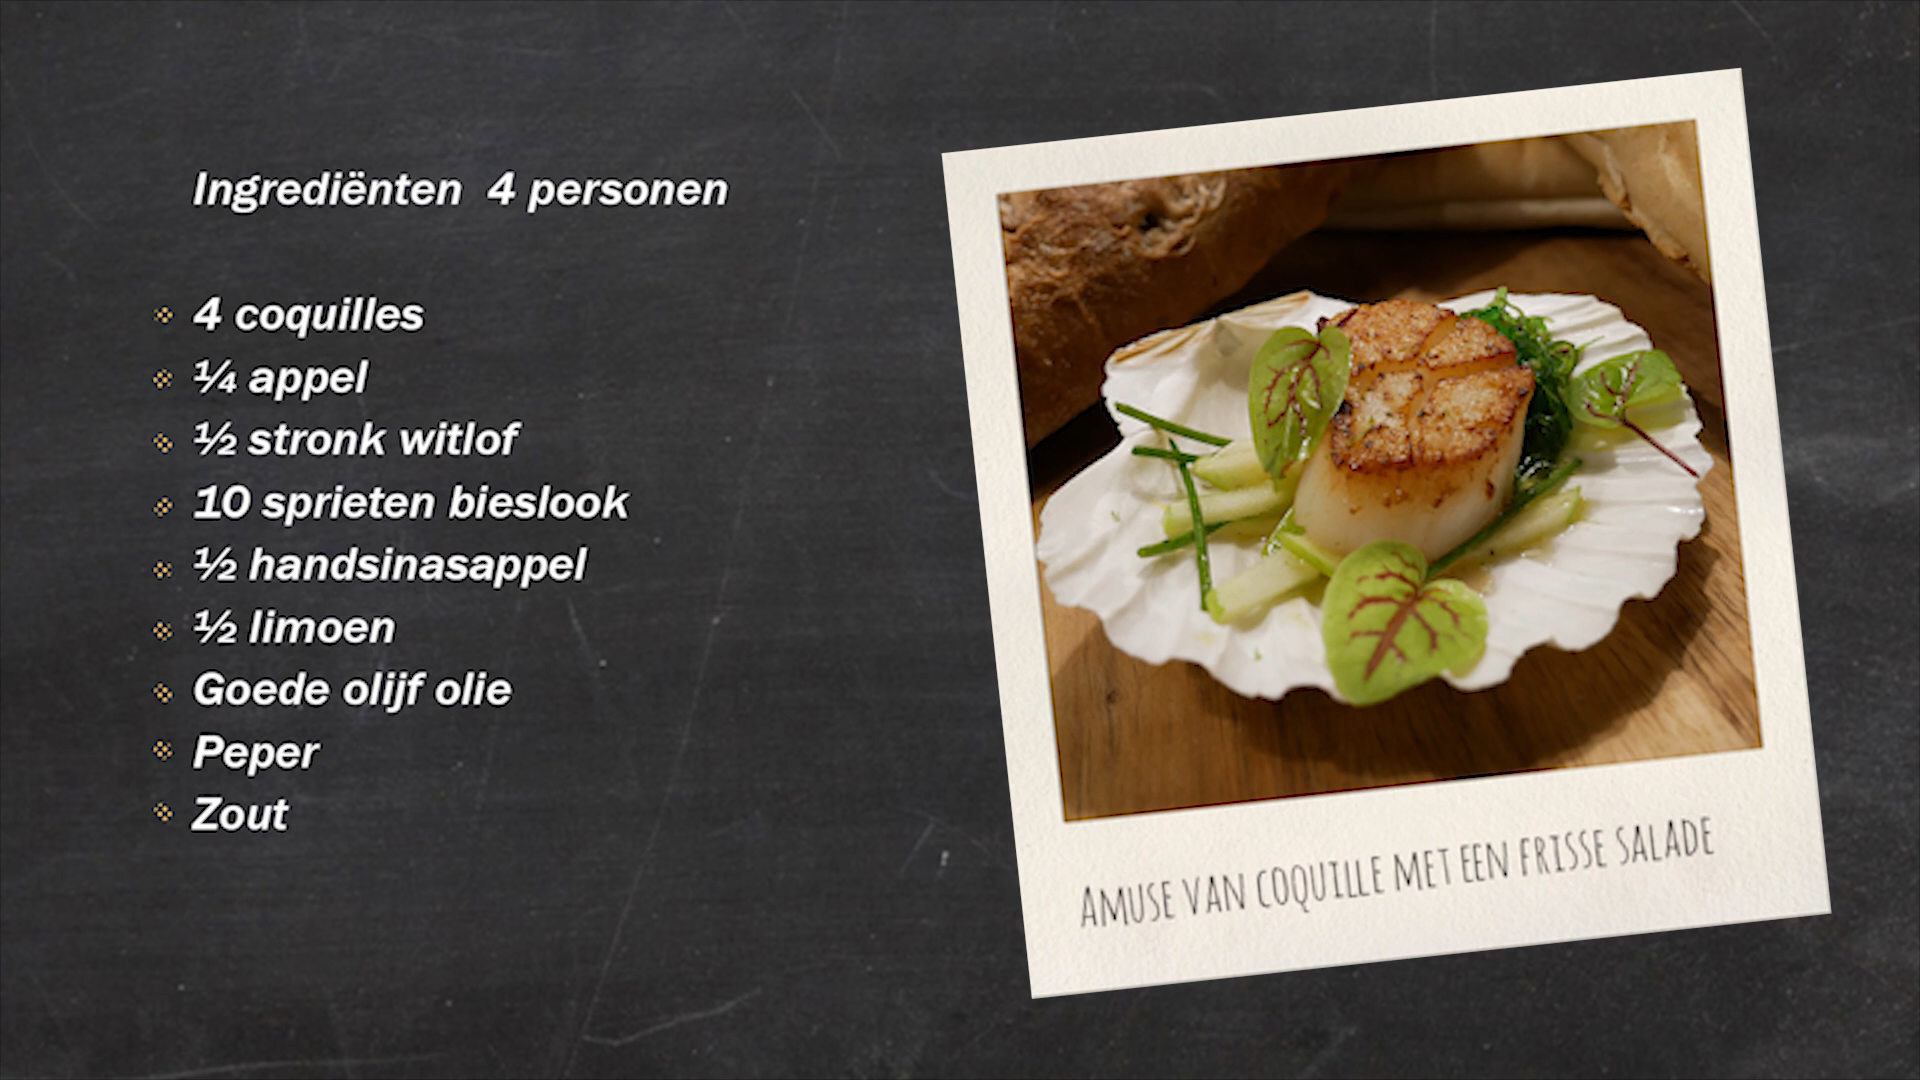 Ingrediënten 4 personen
4 coquilles
¼ appel
½ stronk witlof
10 sprieten bieslook
½ handsinasappel
½ limoen
Goede olijf olie
Peper
Zout
Amuse van coquille met een frisse salade